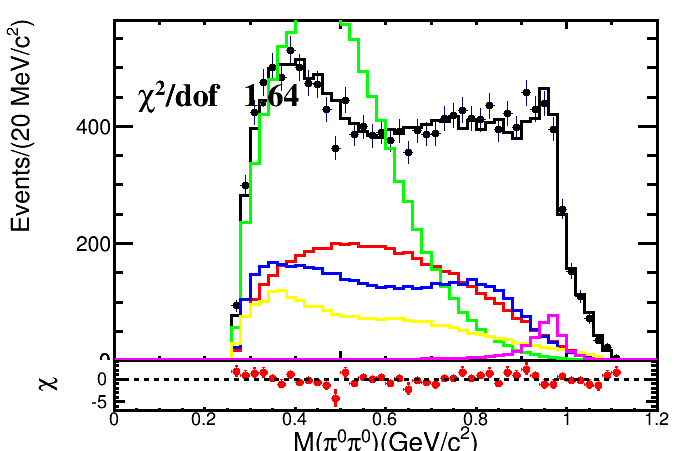 Events/(20 MeV/c²)
χ²/dof 1.64
400
200
0
χ
0
-5
0 0.2 0.4 0.6 0.8 1 1.2
M(π⁰π⁰)(GeV/c²)